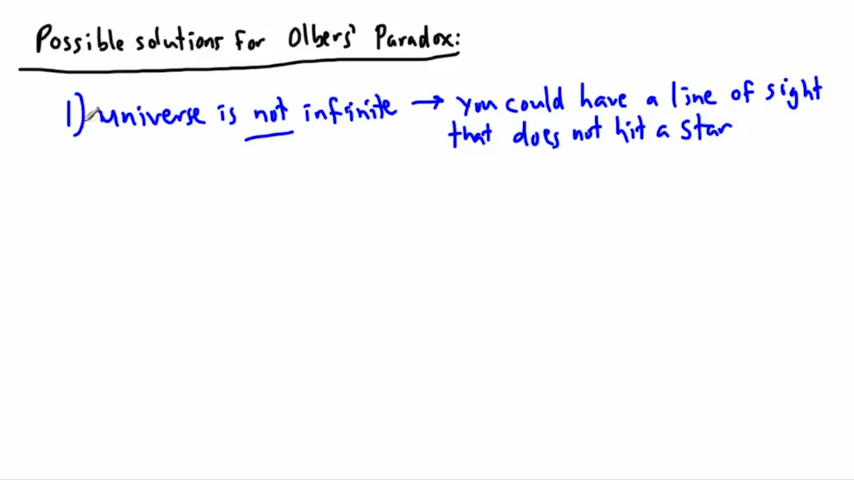 Possible solutions for Olbers' Paradox:
1) universe is not infinite → you could have a line of sight
that does not hit a star